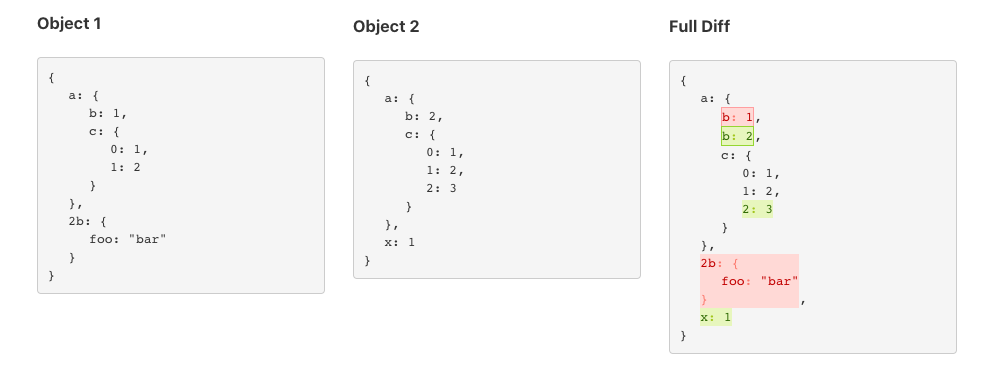 Object 1
{
a: {
b: 1,
c: {
0: 1,
1: 2
}
},
2b: {
foo: "bar"
}
}
Object 2
{
a: {
b: 2,
c: {
0: 1,
1: 2,
2: 3
}
},
x: 1
}
Full Diff
{
a: {
b: 1,
b: 2,
c: {
0: 1,
1: 2,
2: 3
}
},
2b: {
foo: "bar"
},
x: 1
}